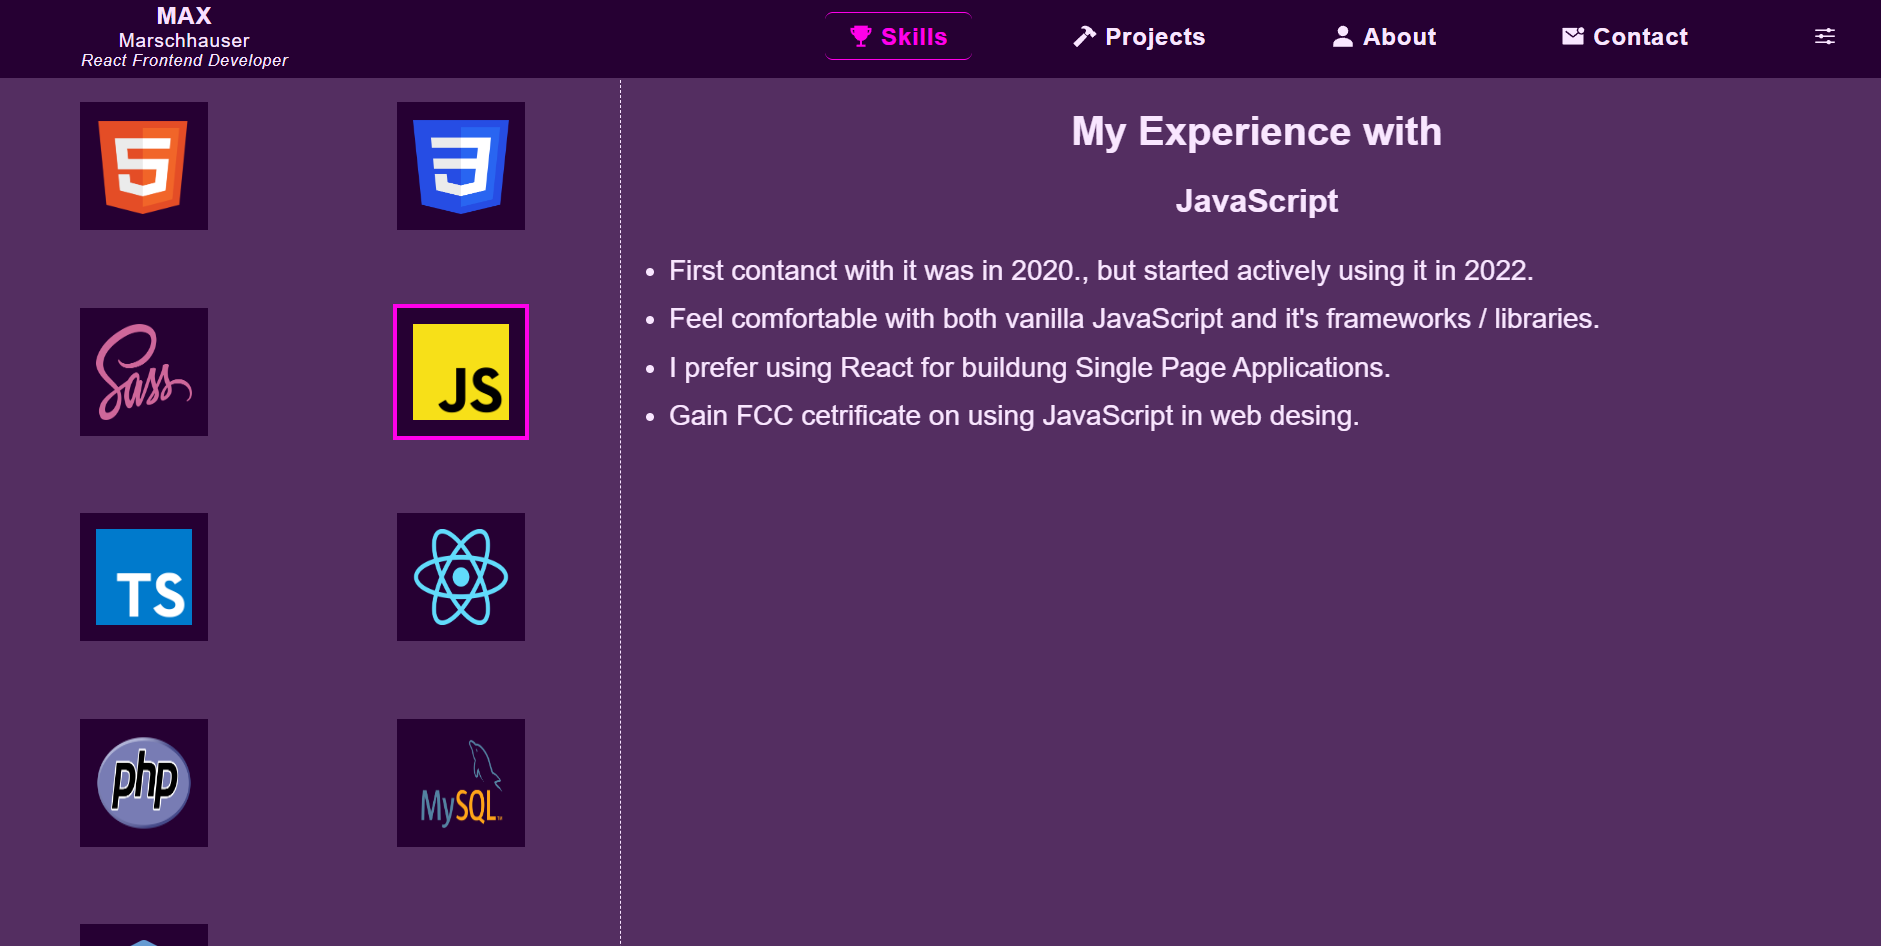 MAX
Marschhauser
React Frontend Developer
Skills
Projects
About
Contact
My Experience with
JavaScript
First contanct with it was in 2020., but started actively using it in 2022.
Feel comfortable with both vanilla JavaScript and it's frameworks / libraries.
I prefer using React for buildung Single Page Applications.
Gain FCC cetrificate on using JavaScript in web desing.
5
3
Sass
JS
TS
php
MySQL™